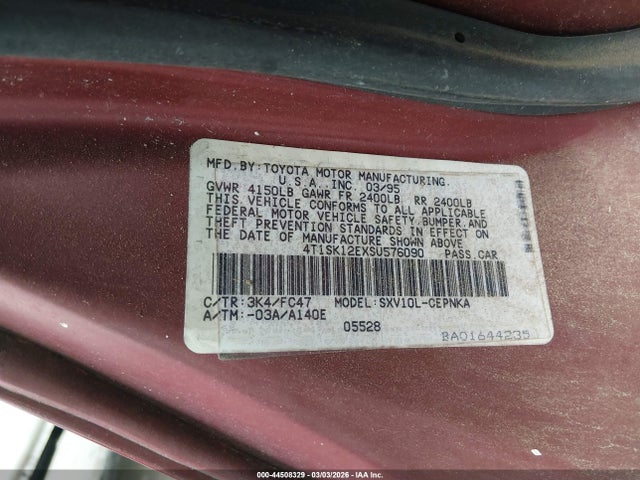 MFD. BY: TOYOTA MOTOR MANUFACTURING.
U.S.A., INC. 03/95
GVWR 4150LB GAWR FR 2400LB, RR 2400LB
THIS VEHICLE CONFORMS TO ALL APPLICABLE
FEDERAL MOTOR VEHICLE SAFETY, BUMPER, AND
THEFT PREVENTION STANDARDS IN EFFECT ON
THE DATE OF MANUFACTURE SHOWN ABOVE
4T1SK12EXSU576090 PASS.CAR
C/TR: 3K4/FC47 MODEL: SXV10L-CEPNKA
A/TM: -03A/A140E
05528
BA01644235
000-44508329 - 03/03/2026 - IAA, Inc.